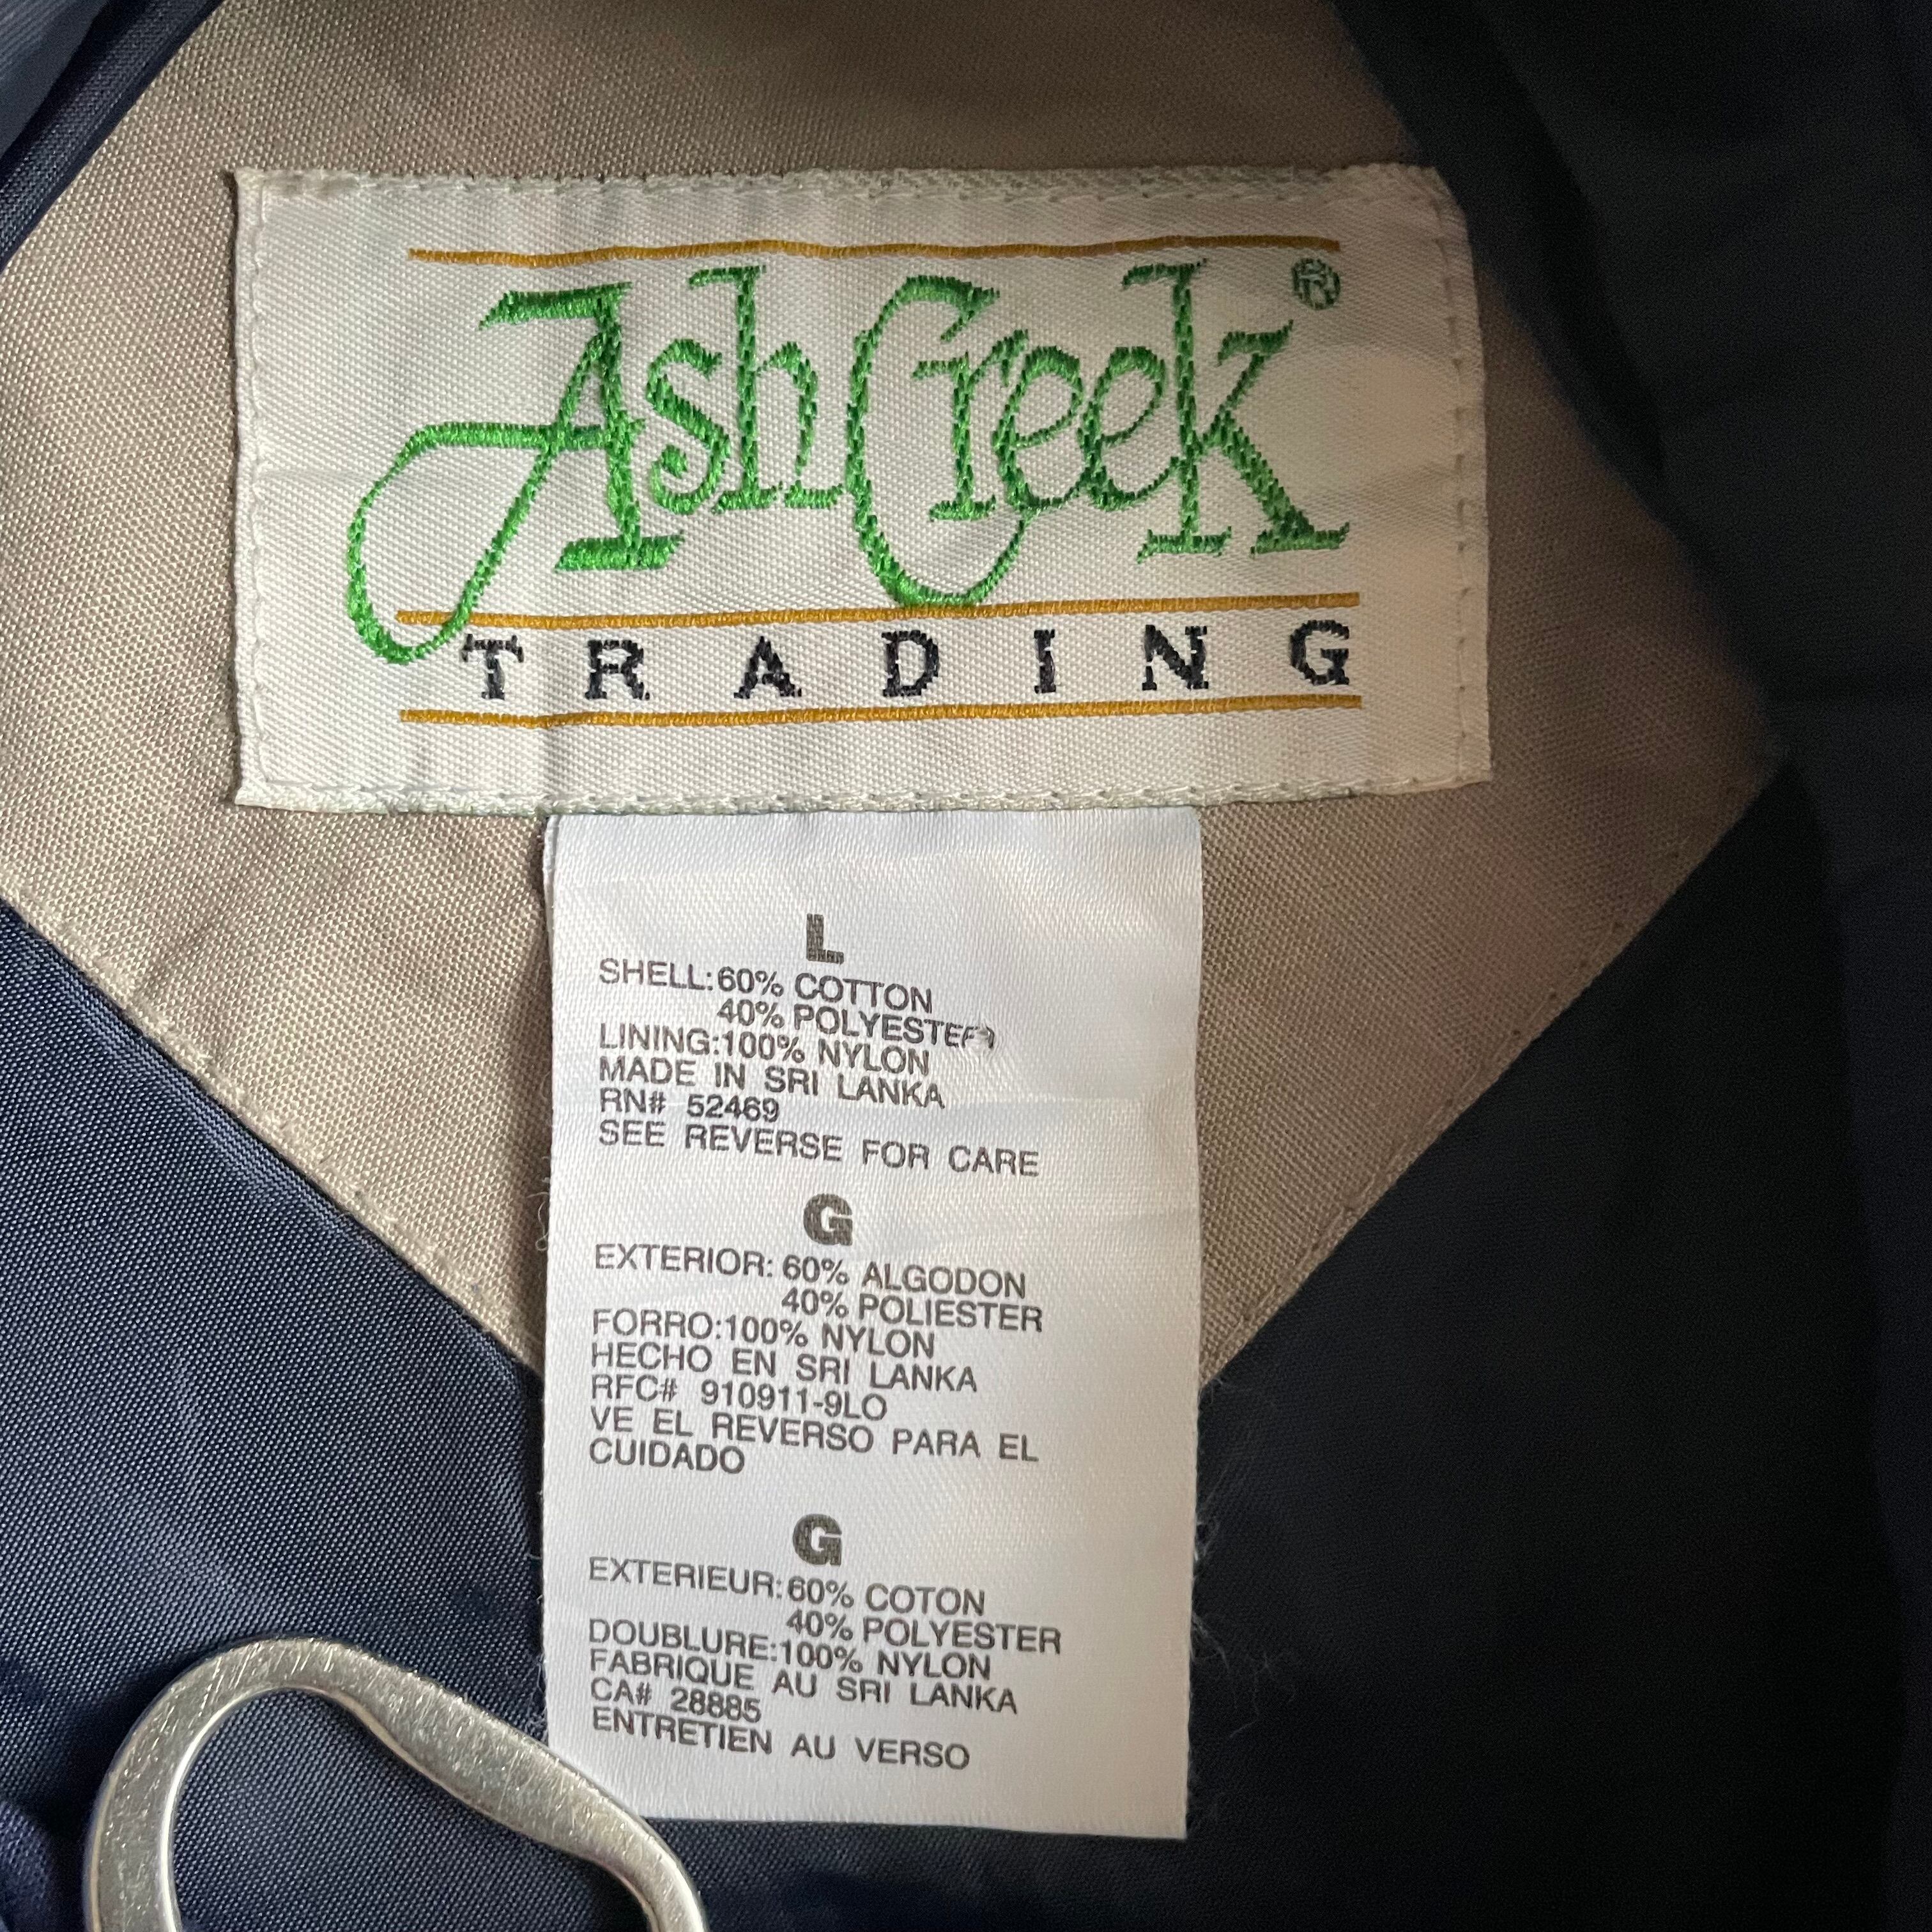 Ash Creek ®
TRADING
L
SHELL: 60% COTTON
40% POLYESTER
LINING:100% NYLON
MADE IN SRI LANKA
RN# 52469
SEE REVERSE FOR CARE
G
EXTERIOR: 60% ALGODON
40% POLIESTER
FORRO:100% NYLON
HECHO EN SRI LANKA
RFC# 910911-9LO
VE EL REVERSO PARA EL
CUIDADO
G
EXTERIEUR: 60% COTON
40% POLYESTER
DOUBLURE:100% NYLON
FABRIQUE AU SRI LANKA
CA# 28885
ENTRETIEN AU VERSO